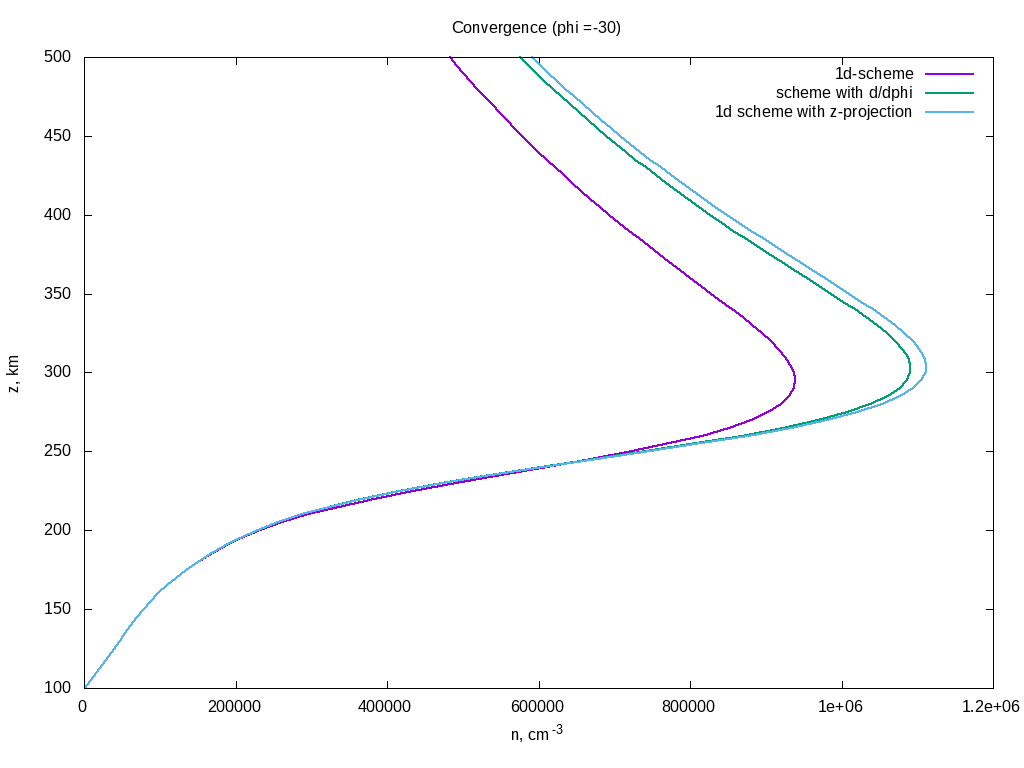 Convergence (phi =-30)
1d-scheme
scheme with d/dphi
1d scheme with z-projection
500
450
400
350
300
250
200
150
100
z, km
0 200000 400000 600000 800000 1e+06 1.2e+06
n, cm-3